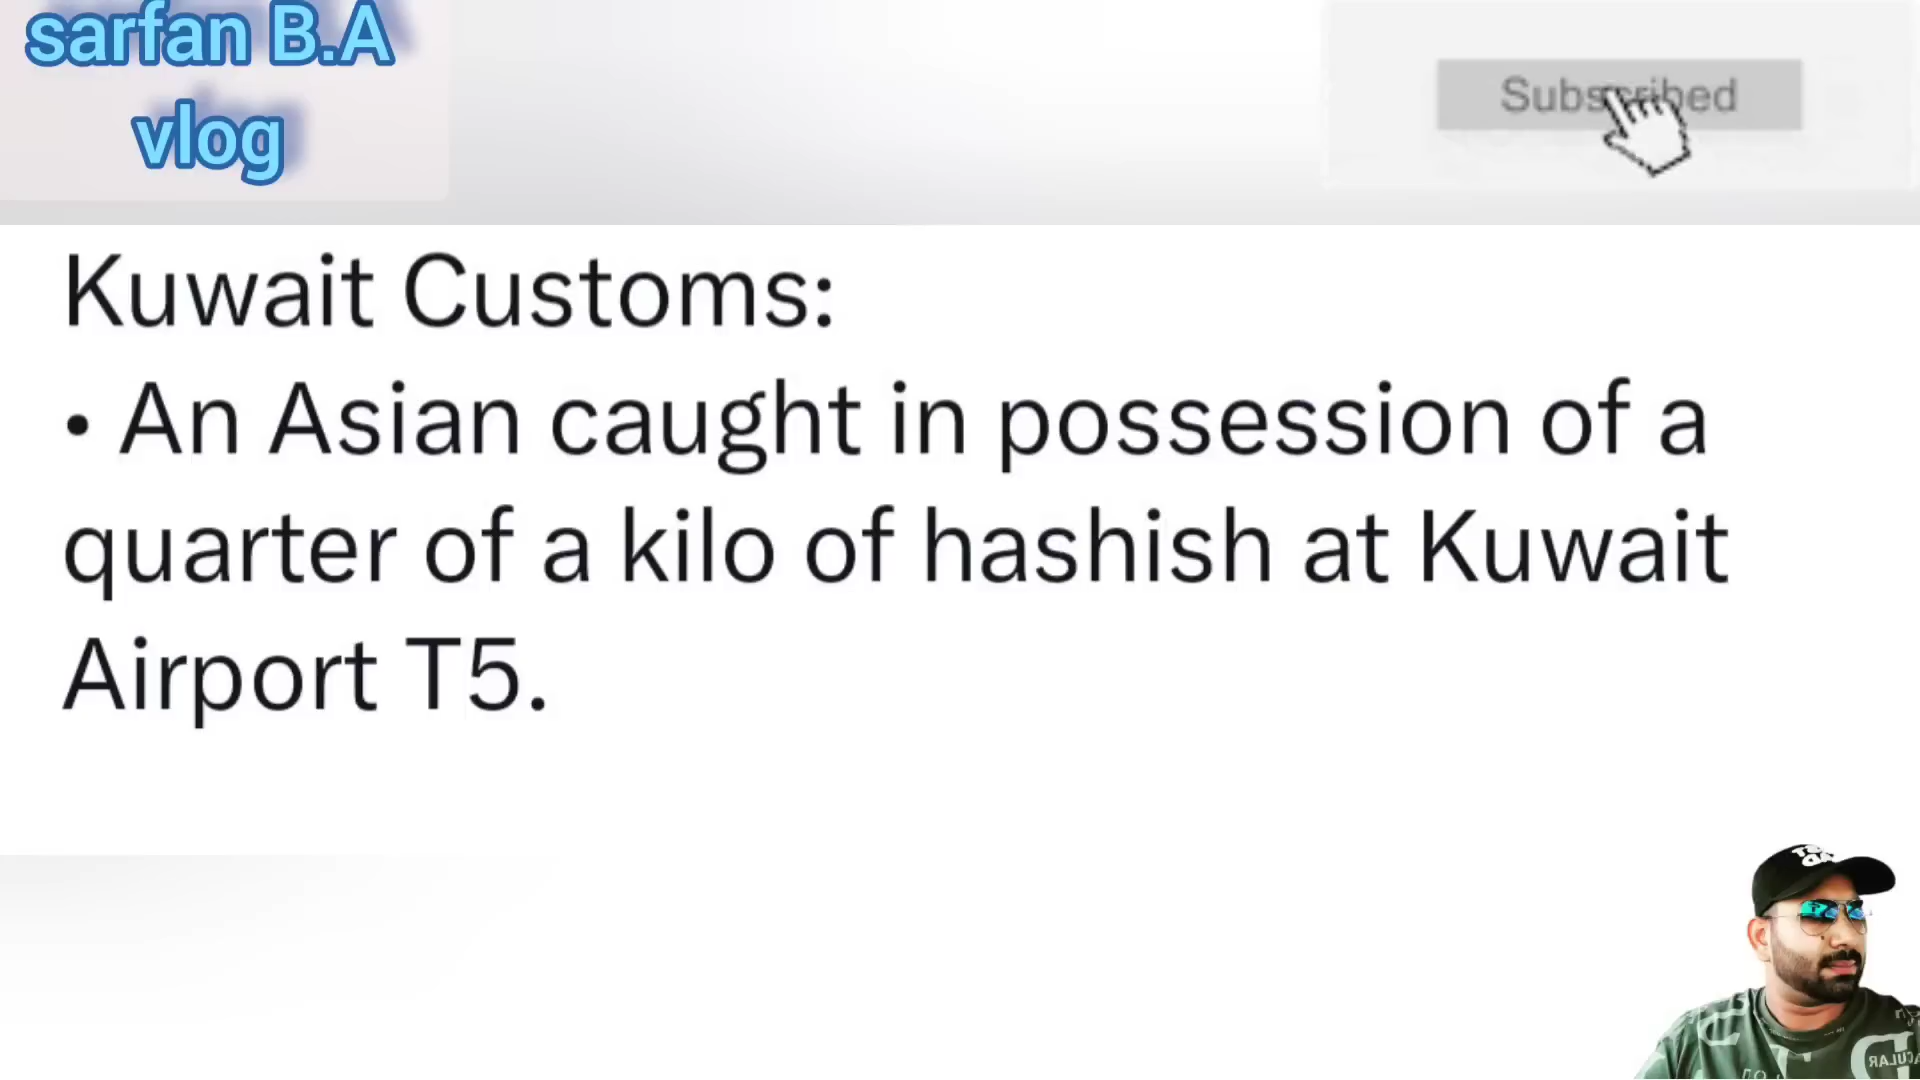 sarfan B.A
vlog
Subscribed
Kuwait Customs:
• An Asian caught in possession of a
quarter of a kilo of hashish at Kuwait
Airport T5.